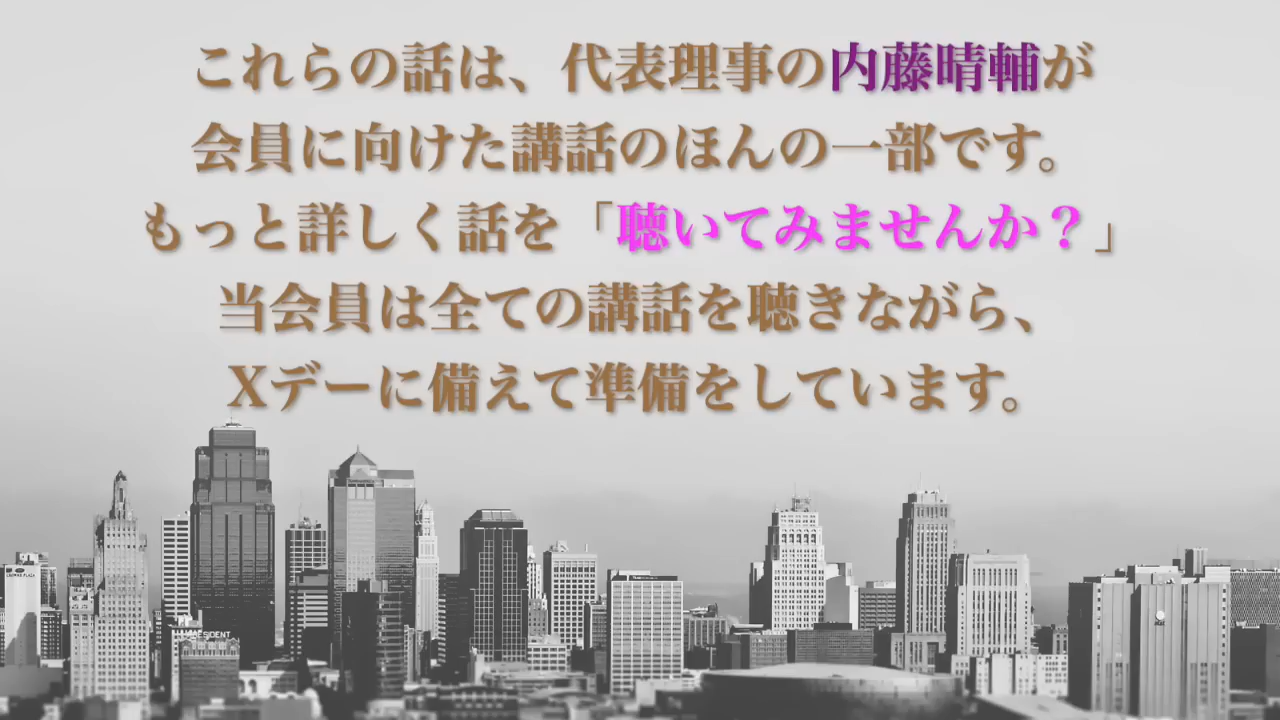 これらの話は、代表理事の内藤晴輔が
会員に向けた講話のほんの一部です。
もっと詳しく話を「聴いてみませんか？」
当会員は全ての講話を聴きながら、
Xデーに備えて準備をしています。
PRESIDENT